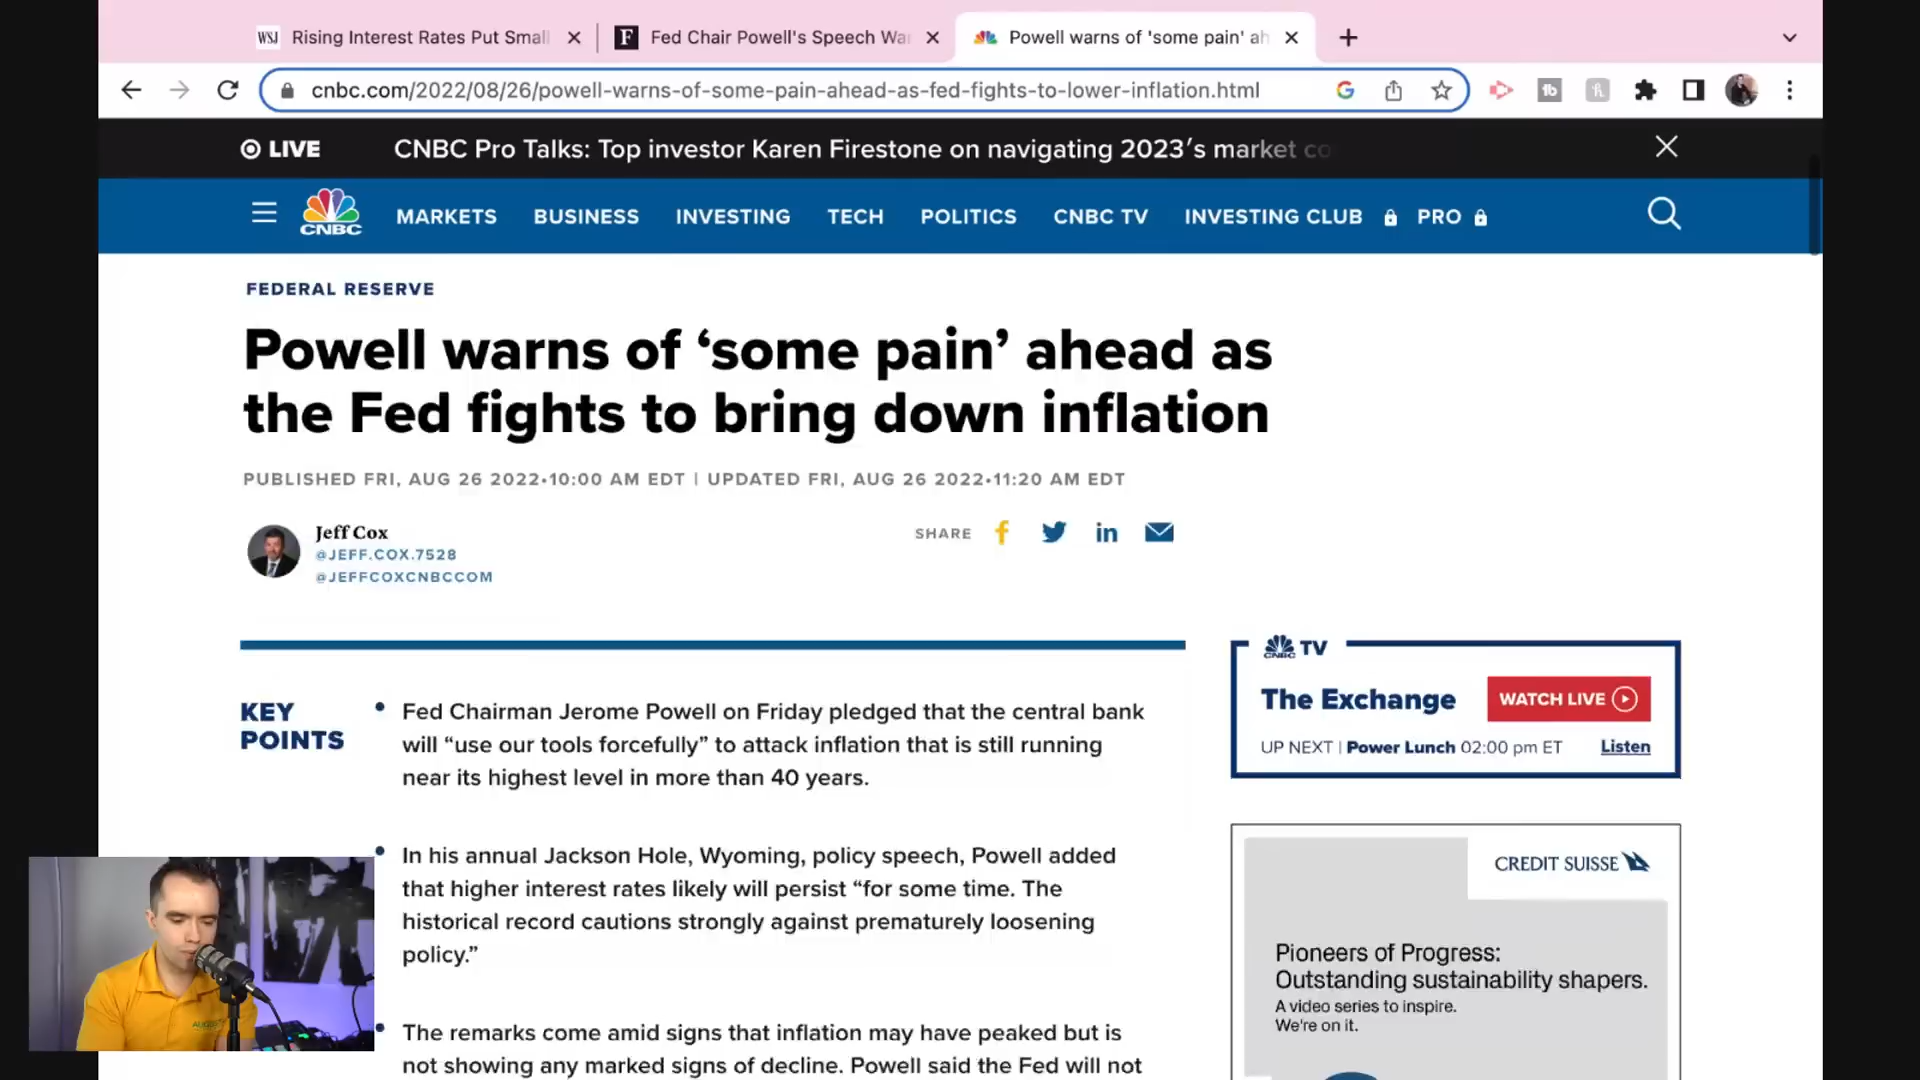 WSJ Rising Interest Rates Put Small
F Fed Chair Powell's Speech Wa
Powell warns of 'some pain' ah
cnbc.com/2022/08/26/powell-warns-of-some-pain-ahead-as-fed-fights-to-lower-inflation.html
LIVE CNBC Pro Talks: Top investor Karen Firestone on navigating 2023's market co
CNBC MARKETS BUSINESS INVESTING TECH POLITICS CNBC TV INVESTING CLUB PRO
FEDERAL RESERVE
Powell warns of ‘some pain’ ahead as
the Fed fights to bring down inflation
PUBLISHED FRI, AUG 26 2022•10:00 AM EDT | UPDATED FRI, AUG 26 2022•11:20 AM EDT
Jeff Cox
@JEFF.COX.7528
@JEFFCOXCNBCCOM
SHARE
KEY
POINTS
Fed Chairman Jerome Powell on Friday pledged that the central bank
will “use our tools forcefully” to attack inflation that is still running
near its highest level in more than 40 years.
In his annual Jackson Hole, Wyoming, policy speech, Powell added
that higher interest rates likely will persist “for some time. The
historical record cautions strongly against prematurely loosening
policy.”
The remarks come amid signs that inflation may have peaked but is
not showing any marked signs of decline. Powell said the Fed will not
CNBC TV
The Exchange
WATCH LIVE
UP NEXT | Power Lunch 02:00 pm ET
Listen
CREDIT SUISSE
Pioneers of Progress:
Outstanding sustainability shapers.
A video series to inspire.
We're on it.